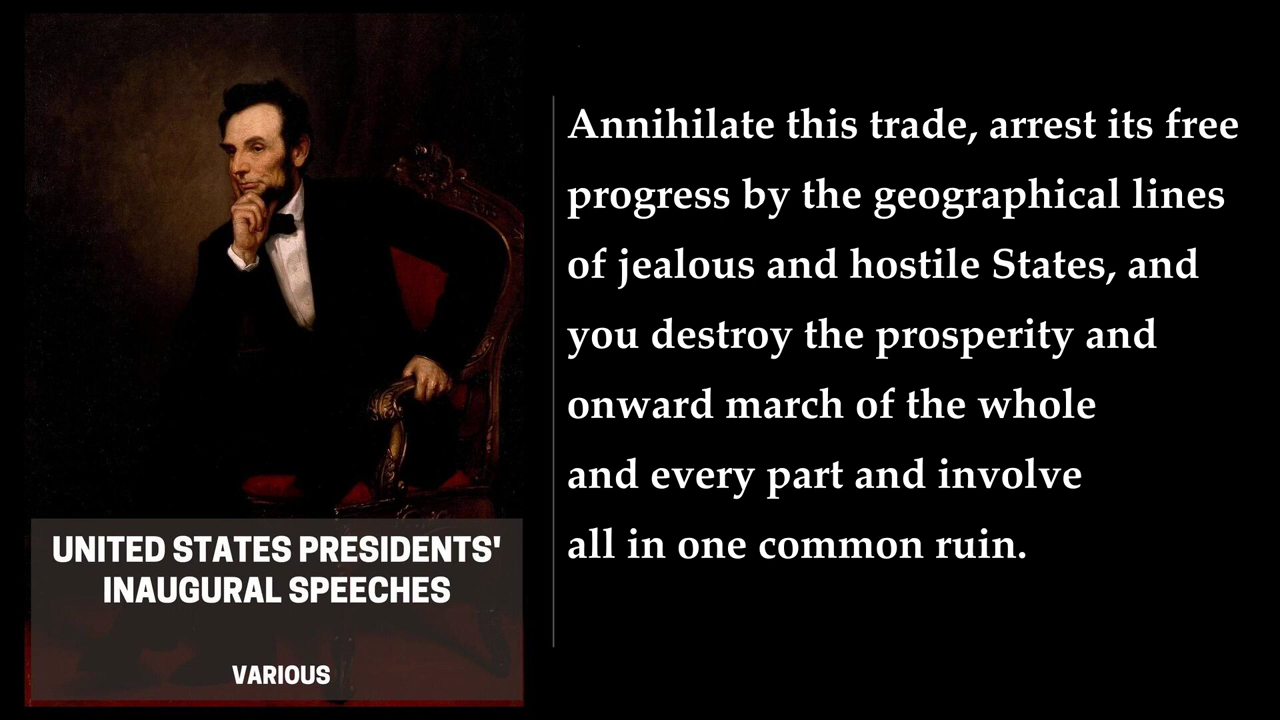 Annihilate this trade, arrest its free
progress by the geographical lines
of jealous and hostile States, and
you destroy the prosperity and
onward march of the whole
and every part and involve
all in one common ruin.
UNITED STATES PRESIDENTS'
INAUGURAL SPEECHES
VARIOUS